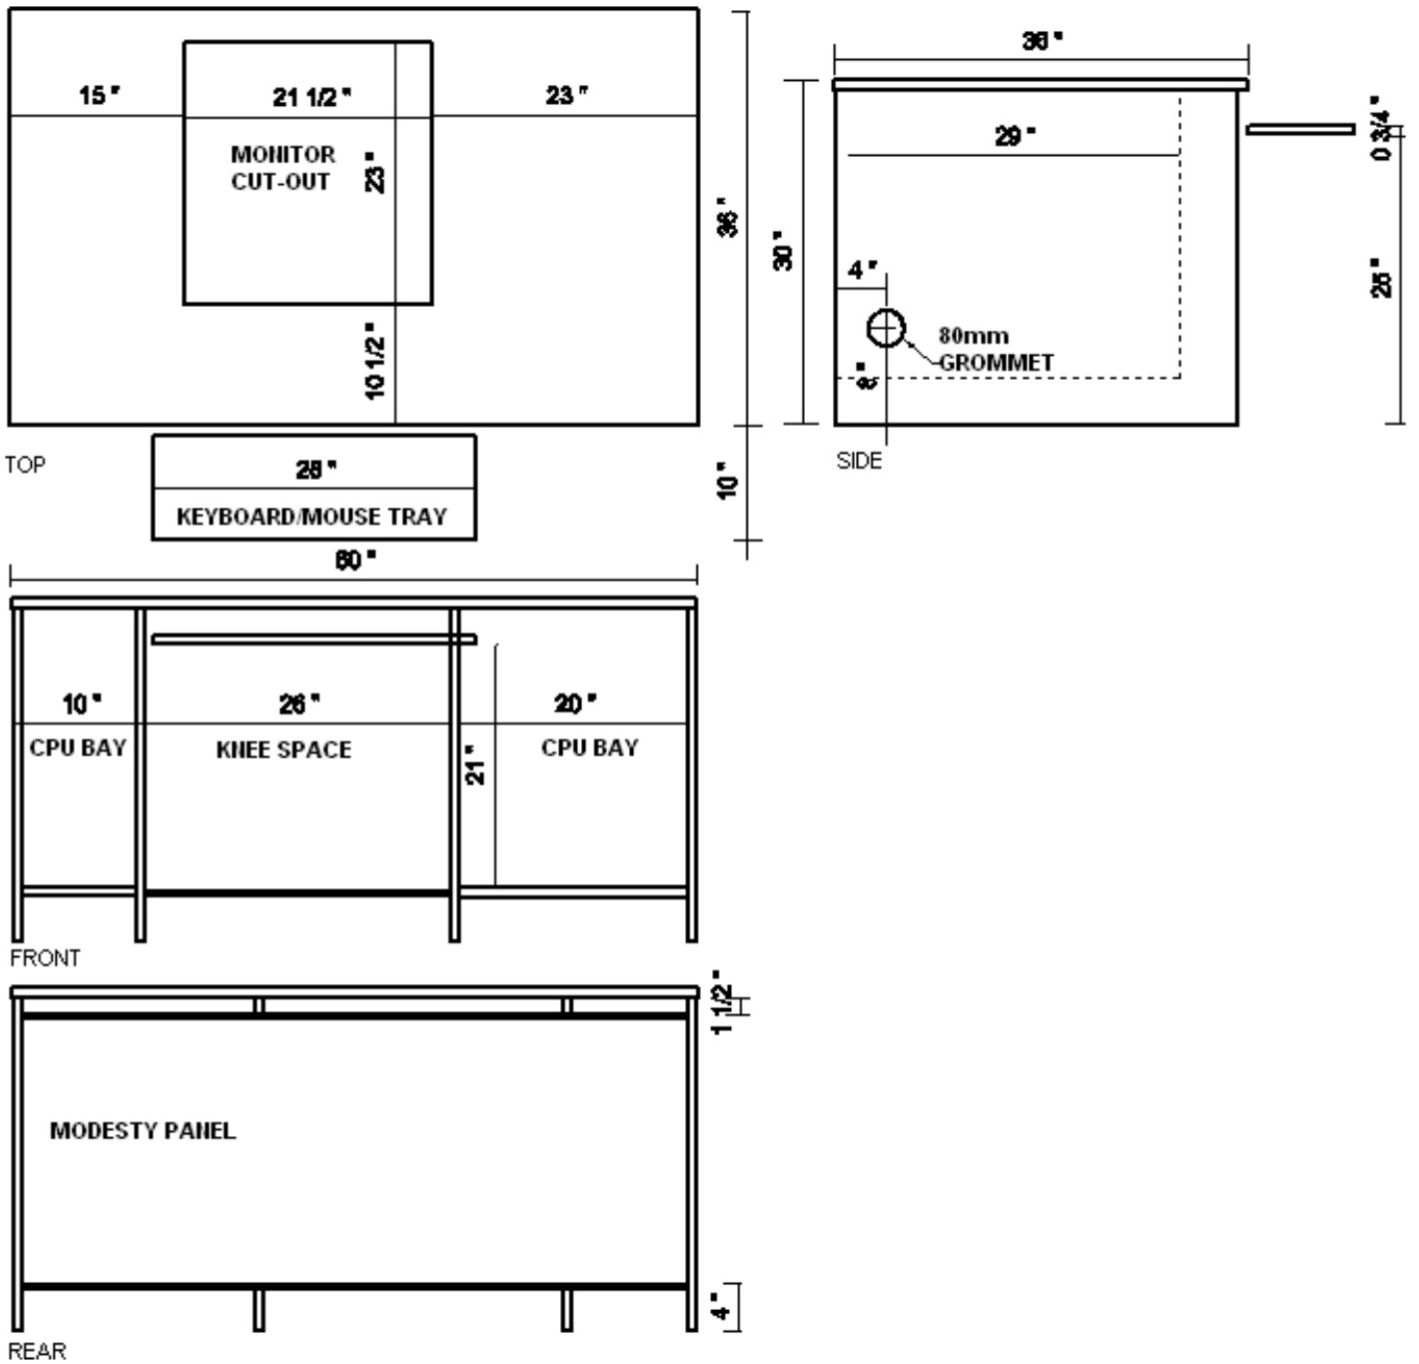 15 "
21 1/2 "
23 "
MONITOR
CUT-OUT
23 "
10 1/2 "
36 "
TOP
28 "
KEYBOARD/MOUSE TRAY
10 "
36 "
30 "
29 "
0 3/4 "
4 "
80mm
GROMMET
8 "
SIDE
60 "
10 "
26 "
20 "
CPU BAY
KNEE SPACE
CPU BAY
21 "
FRONT
1 1/2"
MODESTY PANEL
4 "
REAR